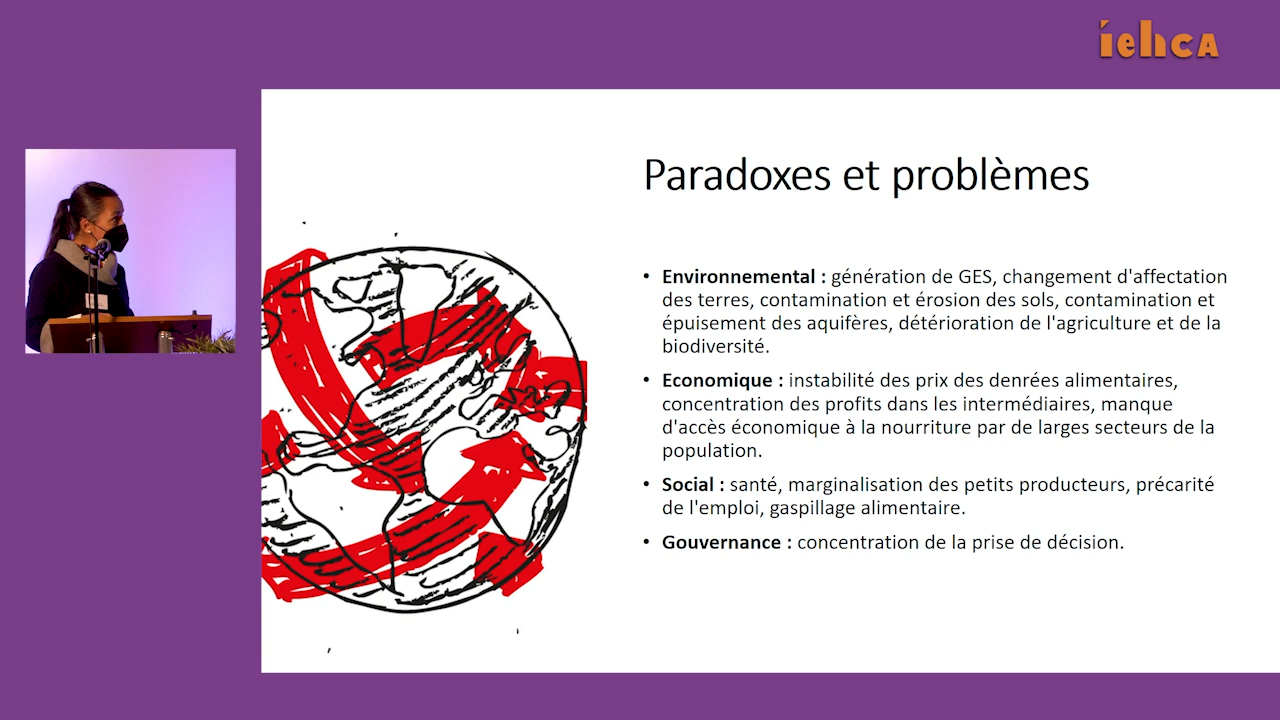 iehcA
Paradoxes et problèmes
• Environnemental : génération de GES, changement d'affectation
des terres, contamination et érosion des sols, contamination et
épuisement des aquifères, détérioration de l'agriculture et de la
biodiversité.
• Economique : instabilité des prix des denrées alimentaires,
concentration des profits dans les intermédiaires, manque
d'accès économique à la nourriture par de larges secteurs de la
population.
• Social : santé, marginalisation des petits producteurs, précarité
de l'emploi, gaspillage alimentaire.
• Gouvernance : concentration de la prise de décision.